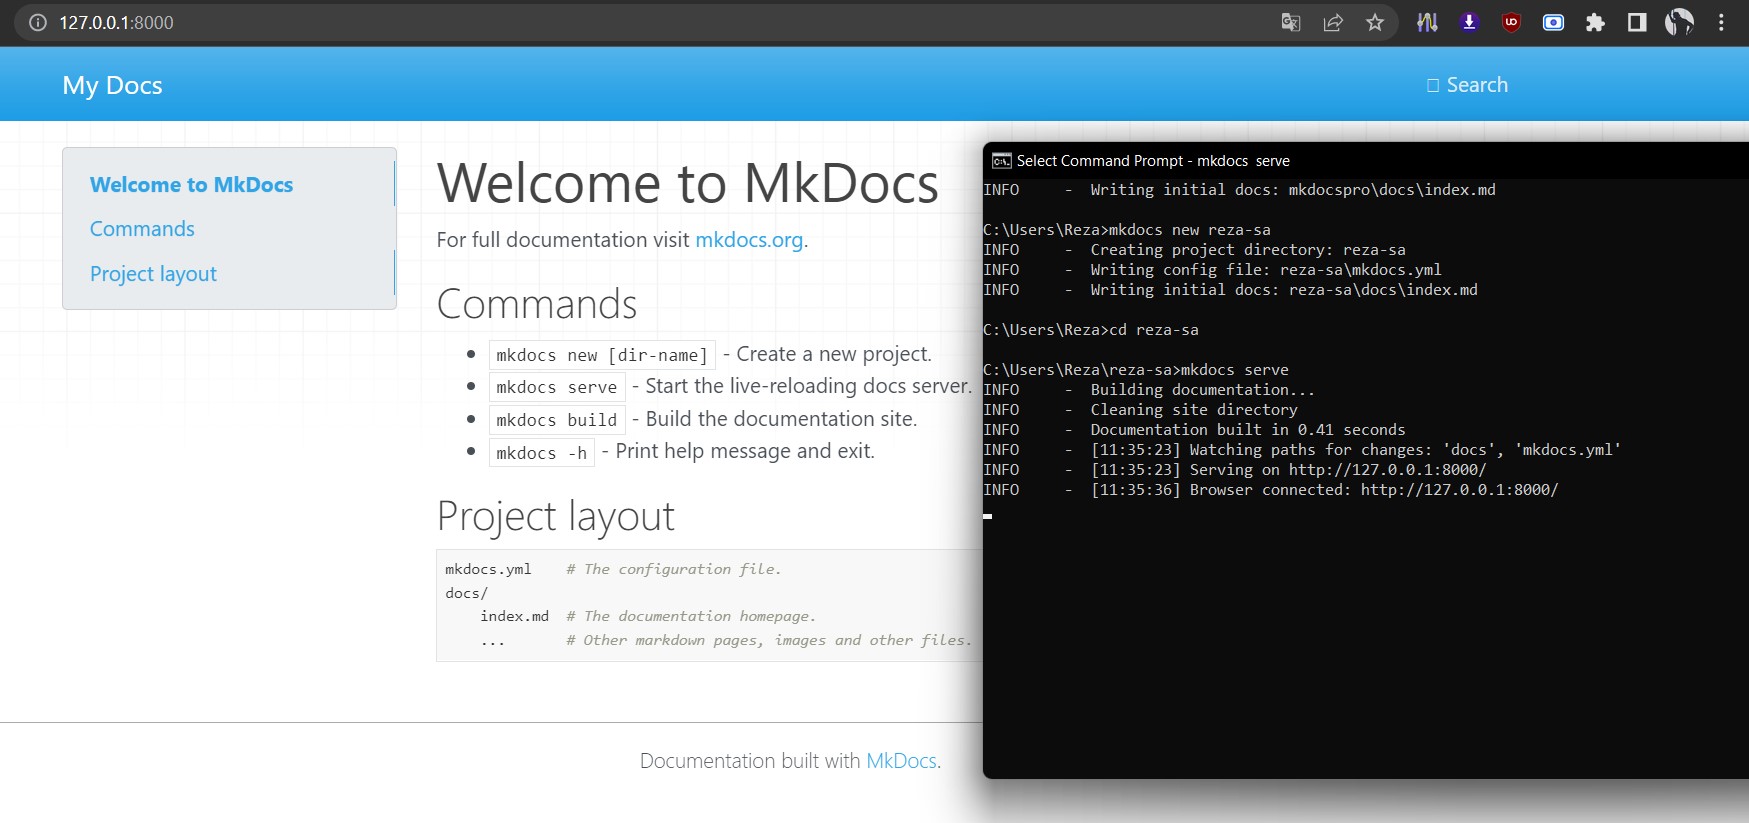 127.0.0.1:8000
My Docs
Search
Welcome to MkDocs
Commands
Project layout
Welcome to MkDocs
For full documentation visit mkdocs.org.
Commands
mkdocs new [dir-name] - Create a new project.
mkdocs serve - Start the live-reloading docs server.
mkdocs build - Build the documentation site.
mkdocs -h - Print help message and exit.
Project layout
mkdocs.yml    # The configuration file.
docs/
    index.md  # The documentation homepage.
    ...       # Other markdown pages, images and other files.
Documentation built with MkDocs.
Select Command Prompt - mkdocs  serve
INFO     -  Writing initial docs: mkdocspro\docs\index.md
C:\Users\Reza>mkdocs new reza-sa
INFO     -  Creating project directory: reza-sa
INFO     -  Writing config file: reza-sa\mkdocs.yml
INFO     -  Writing initial docs: reza-sa\docs\index.md
C:\Users\Reza>cd reza-sa
C:\Users\Reza\reza-sa>mkdocs serve
INFO     -  Building documentation...
INFO     -  Cleaning site directory
INFO     -  Documentation built in 0.41 seconds
INFO     -  [11:35:23] Watching paths for changes: 'docs', 'mkdocs.yml'
INFO     -  [11:35:23] Serving on http://127.0.0.1:8000/
INFO     -  [11:35:36] Browser connected: http://127.0.0.1:8000/